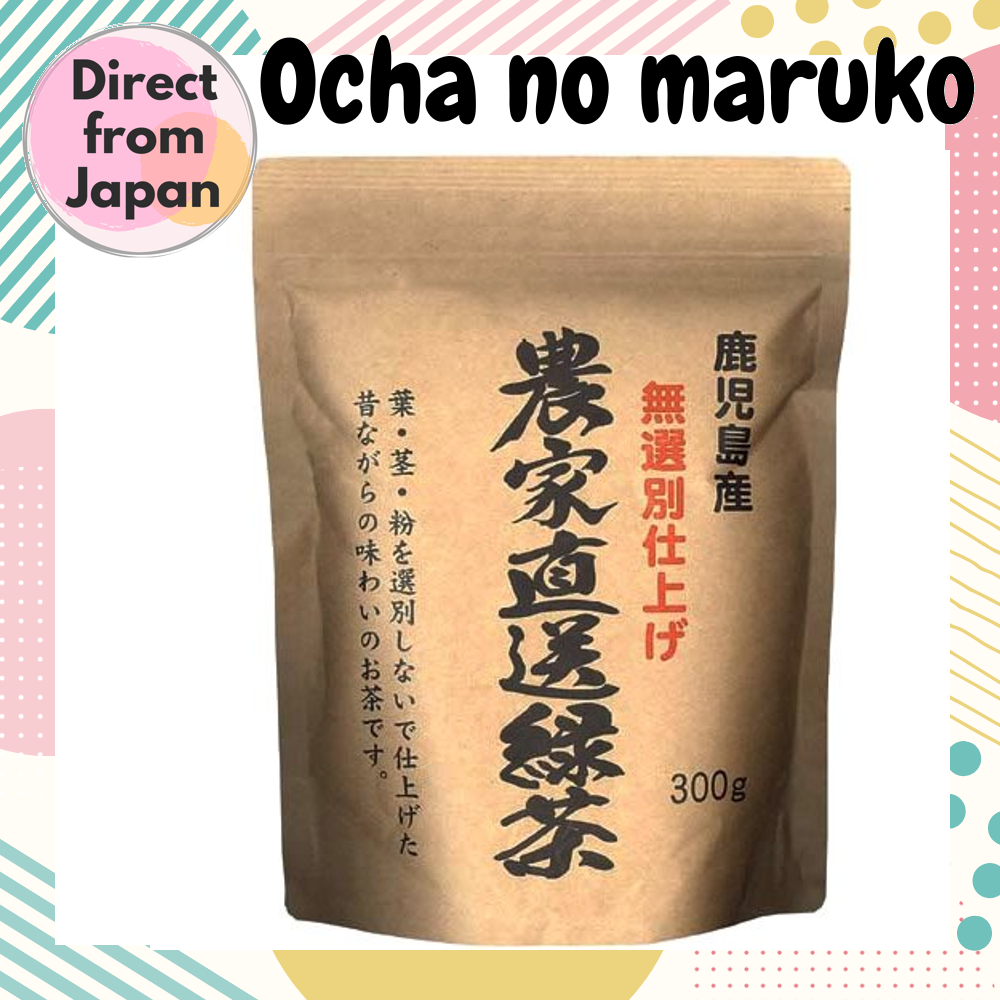 Direct
from
Japan
Ocha no maruko
鹿児島産
無選別仕上げ
農家直送緑茶
葉・茎・粉を選別しないで仕上げた
昔ながらの味わいのお茶です。
300g